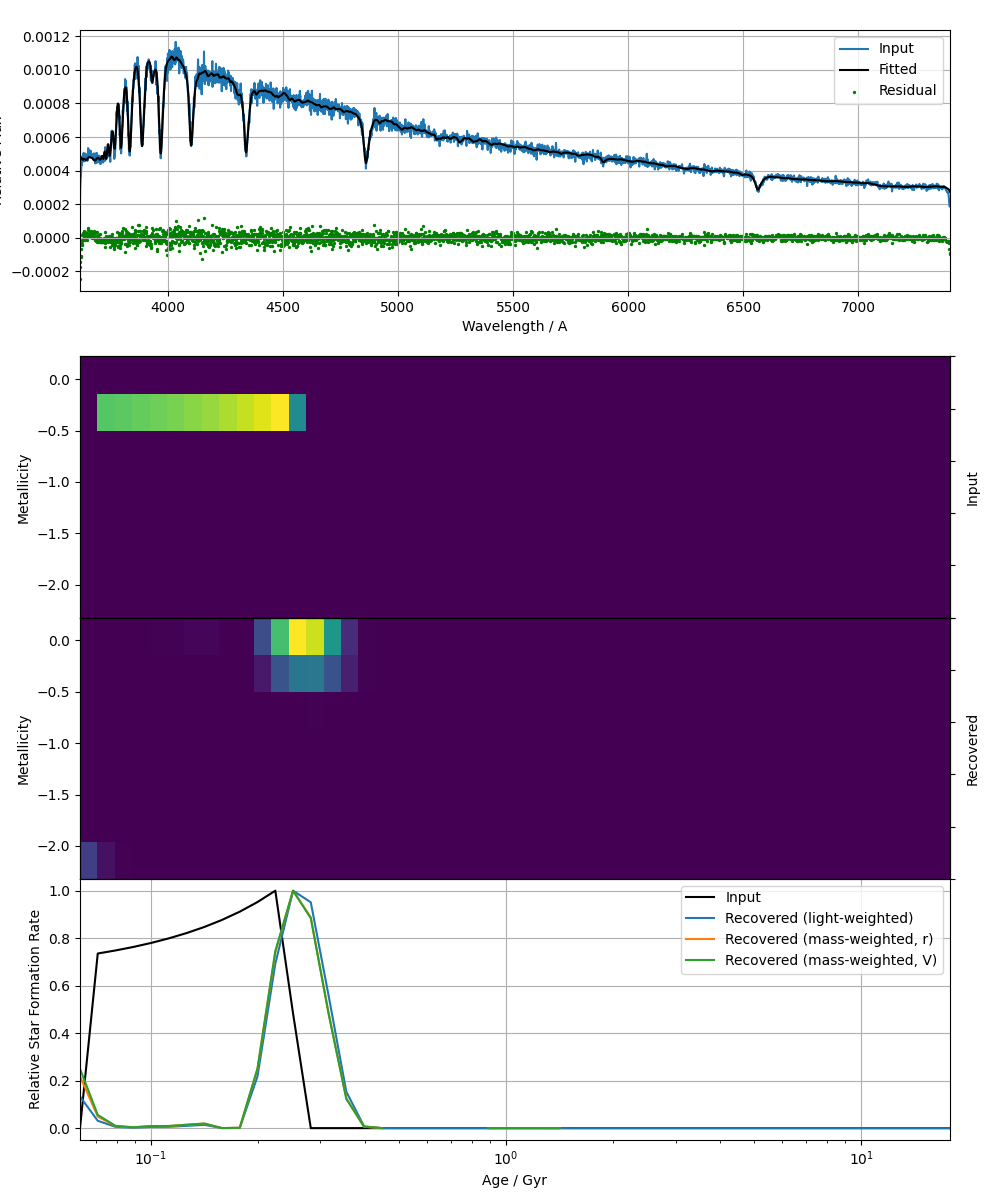 0.0012
0.0010
0.0008
0.0006
0.0004
0.0002
0.0000
−0.0002
Input
Fitted
Residual
4000 4500 5000 5500 6000 6500 7000
Wavelength / A
0.0
−0.5
−1.0
−1.5
−2.0
Metallicity
Input
0.0
−0.5
−1.0
−1.5
−2.0
Metallicity
Recovered
1.0
0.8
0.6
0.4
0.2
0.0
Relative Star Formation Rate
Input
Recovered (light-weighted)
Recovered (mass-weighted, r)
Recovered (mass-weighted, V)
10⁻¹ 10⁰ 10¹
Age / Gyr